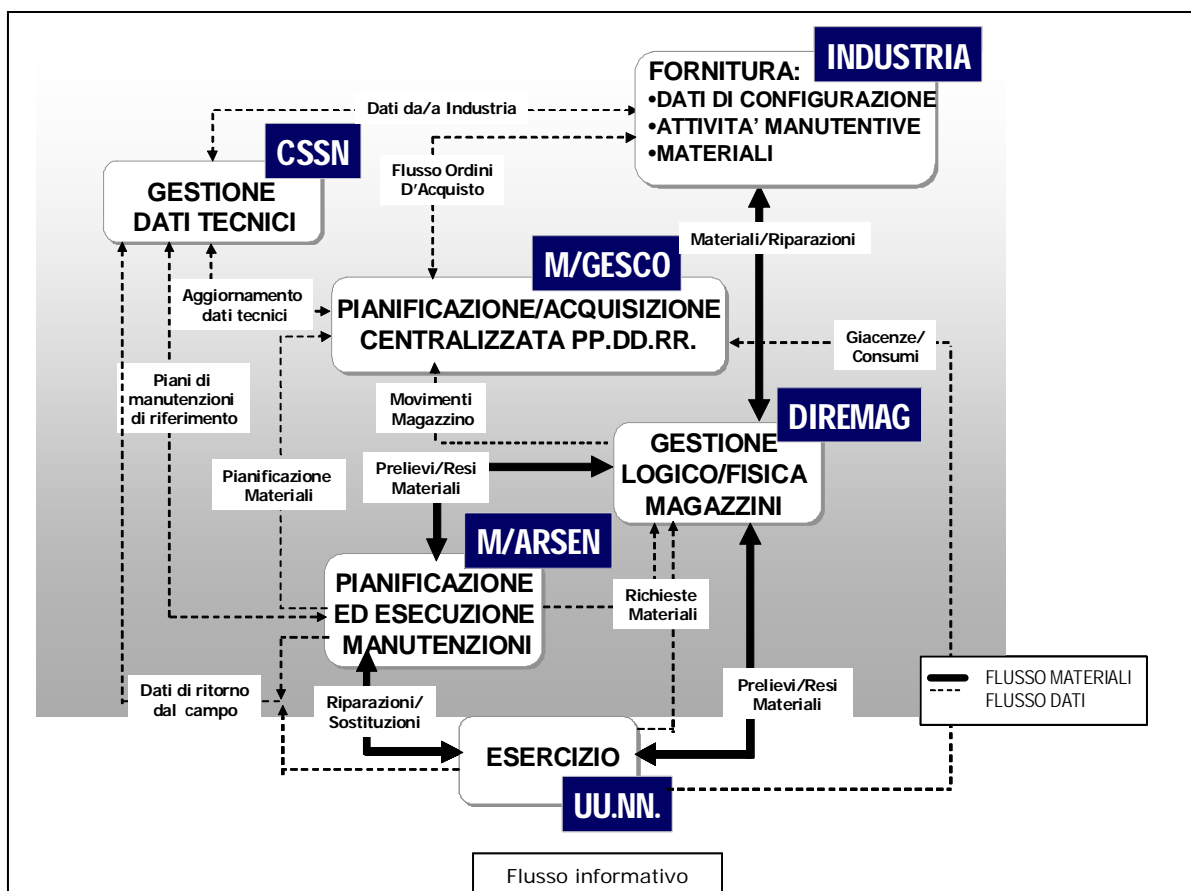 INDUSTRIA
FORNITURA:
•DATI DI CONFIGURAZIONE
•ATTIVITA' MANUTENTIVE
•MATERIALI
Dati da/a Industria
CSSN
GESTIONE
DATI TECNICI
Flusso Ordini
D'Acquisto
Materiali/Riparazioni
M/GESCO
PIANIFICAZIONE/ACQUISIZIONE
CENTRALIZZATA PP.DD.RR.
Aggiornamento
dati tecnici
Giacenze/
Consumi
Piani di
manutenzioni
di riferimento
Movimenti
Magazzino
DIREMAG
GESTIONE
LOGICO/FISICA
MAGAZZINI
Prelievi/Resi
Materiali
Pianificazione
Materiali
M/ARSEN
PIANIFICAZIONE
ED ESECUZIONE
MANUTENZIONI
Richieste
Materiali
Dati di ritorno
dal campo
Riparazioni/
Sostituzioni
Prelievi/Resi
Materiali
FLUSSO MATERIALI
FLUSSO DATI
ESERCIZIO
UU.NN.
Flusso informativo